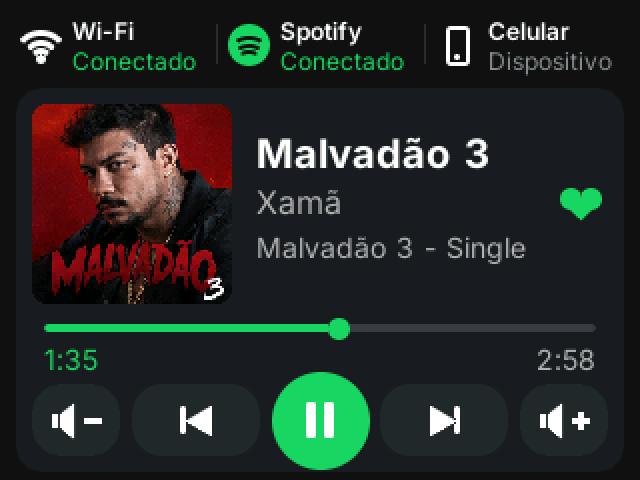 Wi-Fi
Conectado
Spotify
Conectado
Celular
Dispositivo
MALVADÃO
3
Malvadão 3
Xamã
Malvadão 3 - Single
1:35
2:58